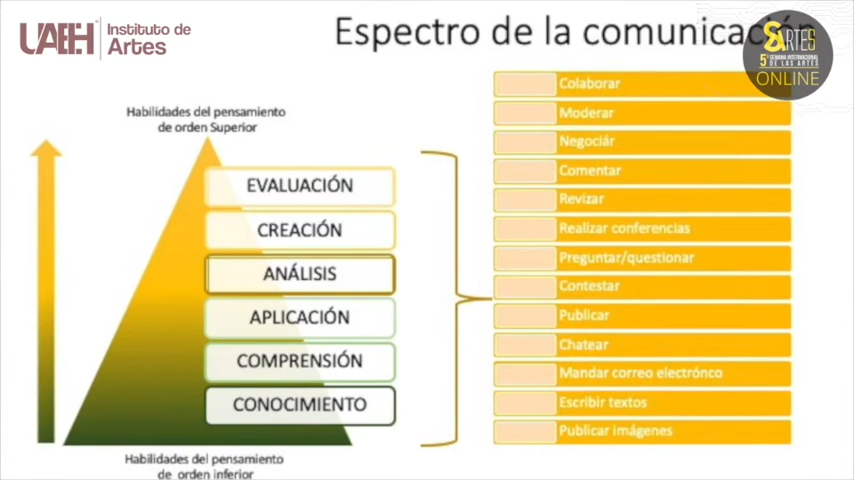 UAEH
Instituto de
Artes
Espectro de la comunicación
SARTES
5ª SEMANA INTERNACIONAL
DE LAS ARTES
ONLINE
Habilidades del pensamiento
de orden Superior
EVALUACIÓN
CREACIÓN
ANÁLISIS
APLICACIÓN
COMPRENSIÓN
CONOCIMIENTO
Habilidades del pensamiento
de orden inferior
Colaborar
Moderar
Negociár
Comentar
Revizar
Realizar conferencias
Preguntar/questionar
Contestar
Publicar
Chatear
Mandar correo electrónco
Escribir textos
Publicar imágenes